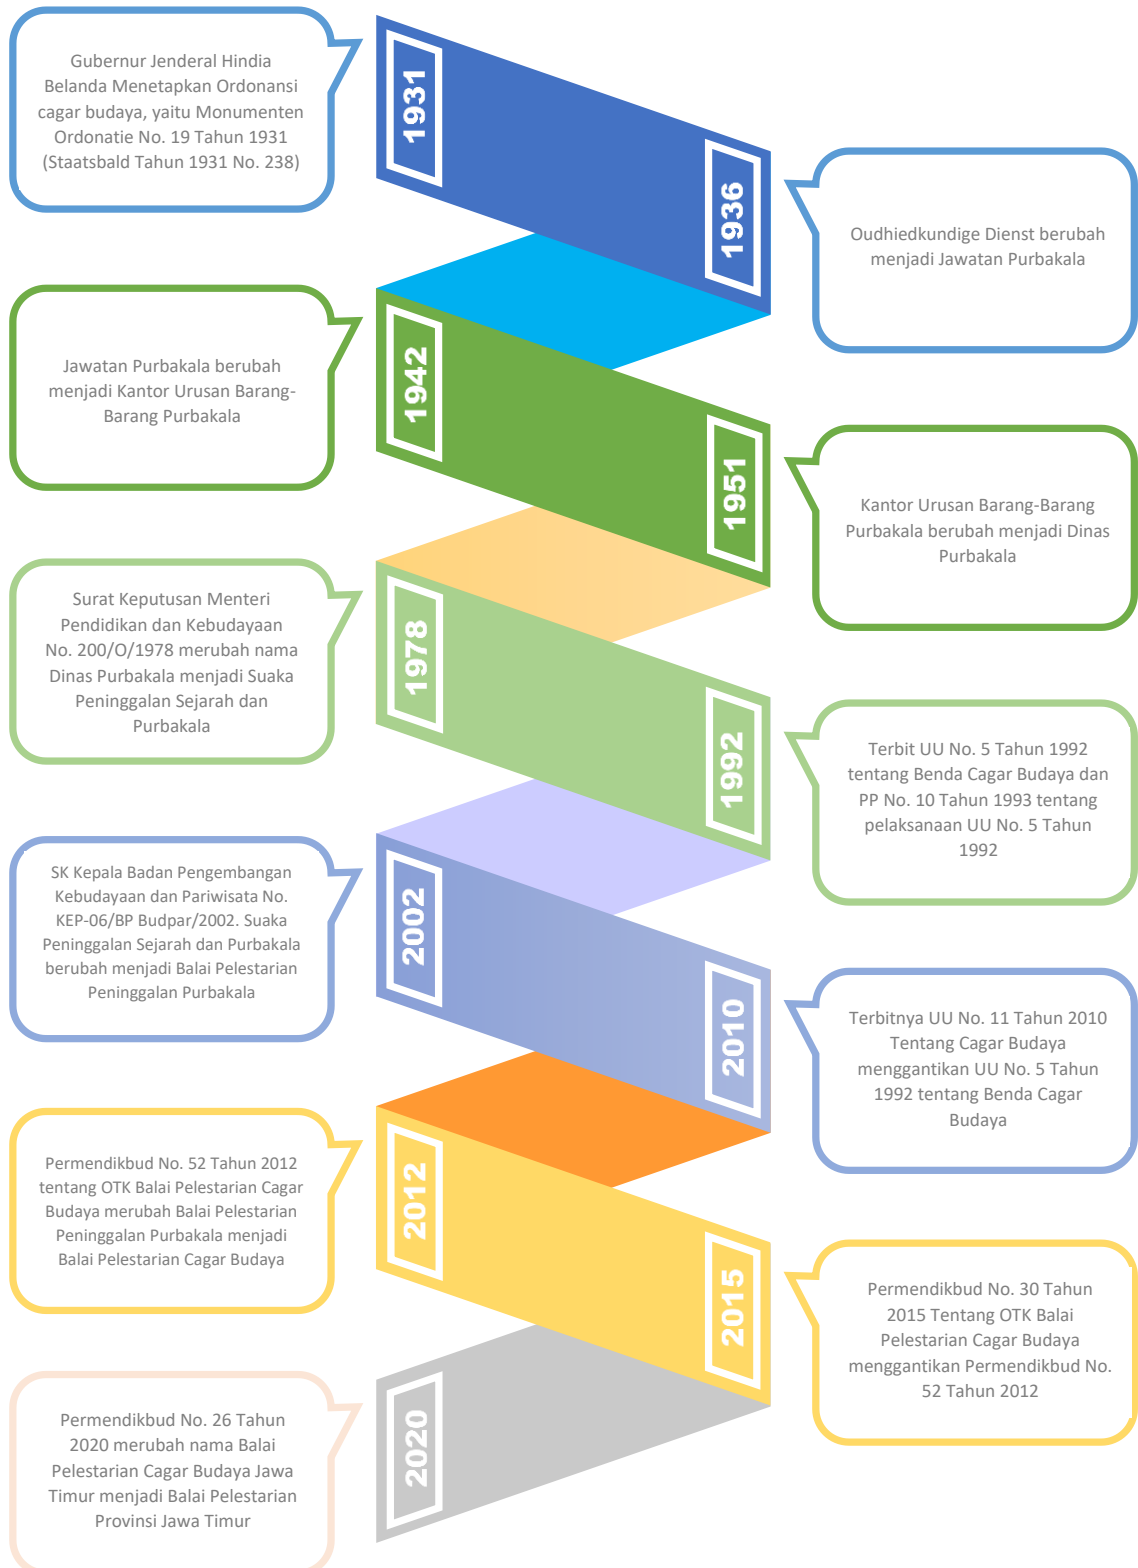 Gubernur Jenderal Hindia
Belanda Menetapkan Ordonansi
cagar budaya, yaitu Monumenten
Ordonatie No. 19 Tahun 1931
(Staatsbald Tahun 1931 No. 238)
1931
1936
Oudhiedkundige Dienst berubah
menjadi Jawatan Purbakala
Jawatan Purbakala berubah
menjadi Kantor Urusan Barang-
Barang Purbakala
1942
1951
Kantor Urusan Barang-Barang
Purbakala berubah menjadi Dinas
Purbakala
Surat Keputusan Menteri
Pendidikan dan Kebudayaan
No. 200/O/1978 merubah nama
Dinas Purbakala menjadi Suaka
Peninggalan Sejarah dan
Purbakala
1978
1992
Terbit UU No. 5 Tahun 1992
tentang Benda Cagar Budaya dan
PP No. 10 Tahun 1993 tentang
pelaksanaan UU No. 5 Tahun
1992
SK Kepala Badan Pengembangan
Kebudayaan dan Pariwisata No.
KEP-06/BP Budpar/2002. Suaka
Peninggalan Sejarah dan Purbakala
berubah menjadi Balai Pelestarian
Peninggalan Purbakala
2002
2010
Terbitnya UU No. 11 Tahun 2010
Tentang Cagar Budaya
menggantikan UU No. 5 Tahun
1992 tentang Benda Cagar
Budaya
Permendikbud No. 52 Tahun 2012
tentang OTK Balai Pelestarian Cagar
Budaya merubah Balai Pelestarian
Peninggalan Purbakala menjadi
Balai Pelestarian Cagar Budaya
2012
2015
Permendikbud No. 30 Tahun
2015 Tentang OTK Balai
Pelestarian Cagar Budaya
menggantikan Permendikbud No.
52 Tahun 2012
Permendikbud No. 26 Tahun
2020 merubah nama Balai
Pelestarian Cagar Budaya Jawa
Timur menjadi Balai Pelestarian
Provinsi Jawa Timur
2020